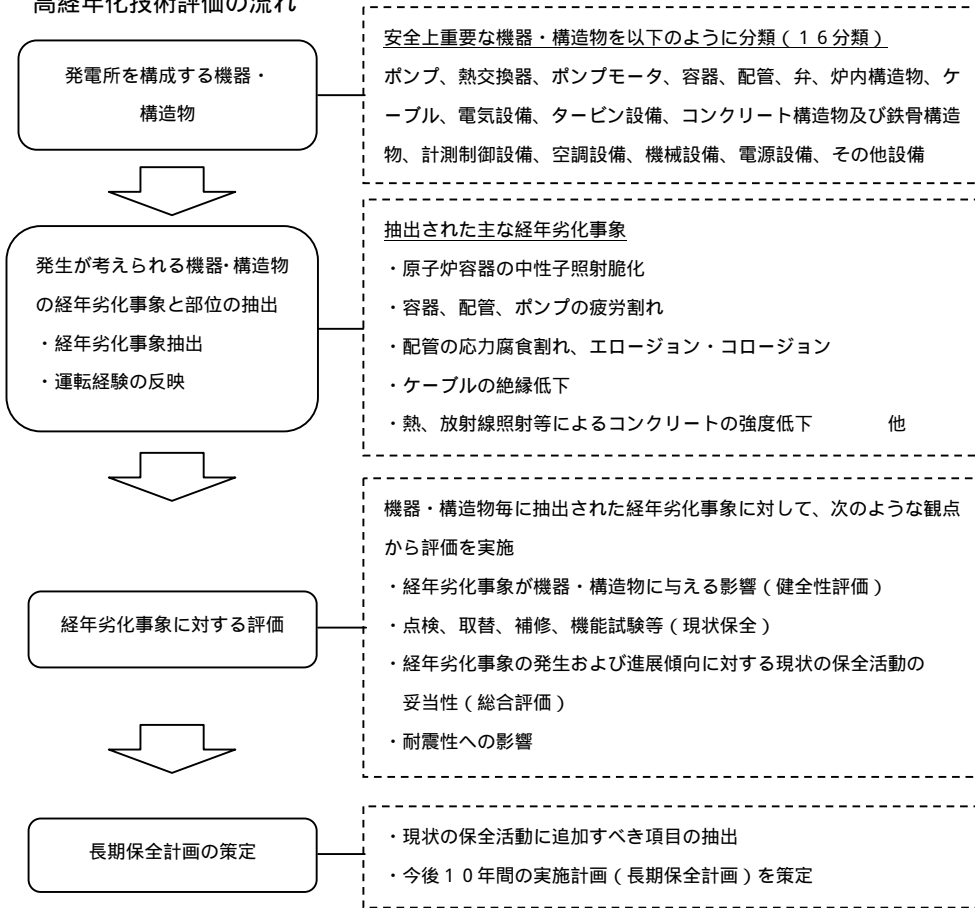 高経年化技術評価の流れ
発電所を構成する機器・
構造物
安全上重要な機器・構造物を以下のように分類（１６分類）
ポンプ、熱交換器、ポンプモータ、容器、配管、弁、炉内構造物、ケ
ーブル、電気設備、タービン設備、コンクリート構造物及び鉄骨構造
物、計測制御設備、空調設備、機械設備、電源設備、その他設備
発生が考えられる機器・構造物
の経年劣化事象と部位の抽出
・経年劣化事象抽出
・運転経験の反映
抽出された主な経年劣化事象
・原子炉容器の中性子照射脆化
・容器、配管、ポンプの疲労割れ
・配管の応力腐食割れ、エロージョン・コロージョン
・ケーブルの絶縁低下
・熱、放射線照射等によるコンクリートの強度低下　　　他
経年劣化事象に対する評価
機器・構造物毎に抽出された経年劣化事象に対して、次のような観点
から評価を実施
・経年劣化事象が機器・構造物に与える影響（健全性評価）
・点検、取替、補修、機能試験等（現状保全）
・経年劣化事象の発生および進展傾向に対する現状の保全活動の
妥当性（総合評価）
・耐震性への影響
長期保全計画の策定
・現状の保全活動に追加すべき項目の抽出
・今後１０年間の実施計画（長期保全計画）を策定